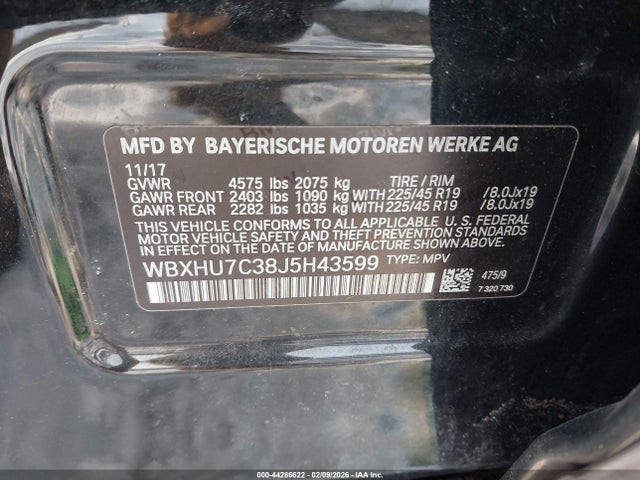 MFD BY BAYERISCHE MOTOREN WERKE AG
11/17
GVWR 4575 lbs 2075 kg TIRE / RIM
GAWR FRONT 2403 lbs 1090 kg WITH 225/45 R19 /8.0Jx19
GAWR REAR 2282 lbs 1035 kg WITH 225/45 R19 /8.0Jx19
THIS VEHICLE CONFORMS TO ALL APPLICABLE U. S. FEDERAL
MOTOR VEHICLE SAFETY, BUMPER, AND THEFT PREVENTION
STANDARDS IN EFFECT ON THE DATE OF MANUFACTURE SHOWN ABOVE.
WBXHU7C38J5H43599 TYPE: MPV
475/9
7 320 730
000-44286622 - 02/09/2026 - IAA Inc.